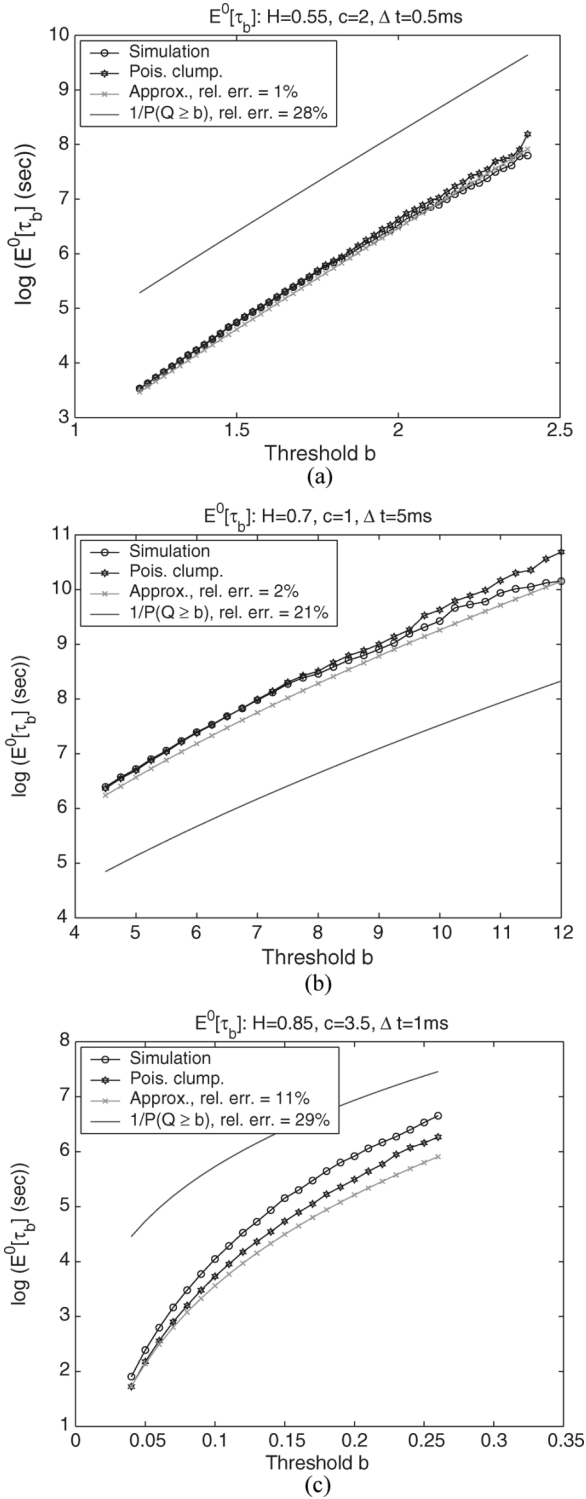 E⁰[τ_b]: H=0.55, c=2, Δ t=0.5ms
Simulation
Pois. clump.
Approx., rel. err. = 1%
1/P(Q ≥ b), rel. err. = 28%
log (E⁰[τ_b] (sec))
10
9
8
7
6
5
4
3
1 1.5 2 2.5
Threshold b
(a)
E⁰[τ_b]: H=0.7, c=1, Δ t=5ms
Simulation
Pois. clump.
Approx., rel. err. = 2%
1/P(Q ≥ b), rel. err. = 21%
log (E⁰[τ_b] (sec))
11
10
9
8
7
6
5
4
4 5 6 7 8 9 10 11 12
Threshold b
(b)
E⁰[τ_b]: H=0.85, c=3.5, Δ t=1ms
Simulation
Pois. clump.
Approx., rel. err. = 11%
1/P(Q ≥ b), rel. err. = 29%
log (E⁰[τ_b] (sec))
8
7
6
5
4
3
2
1
0 0.05 0.1 0.15 0.2 0.25 0.3 0.35
Threshold b
(c)